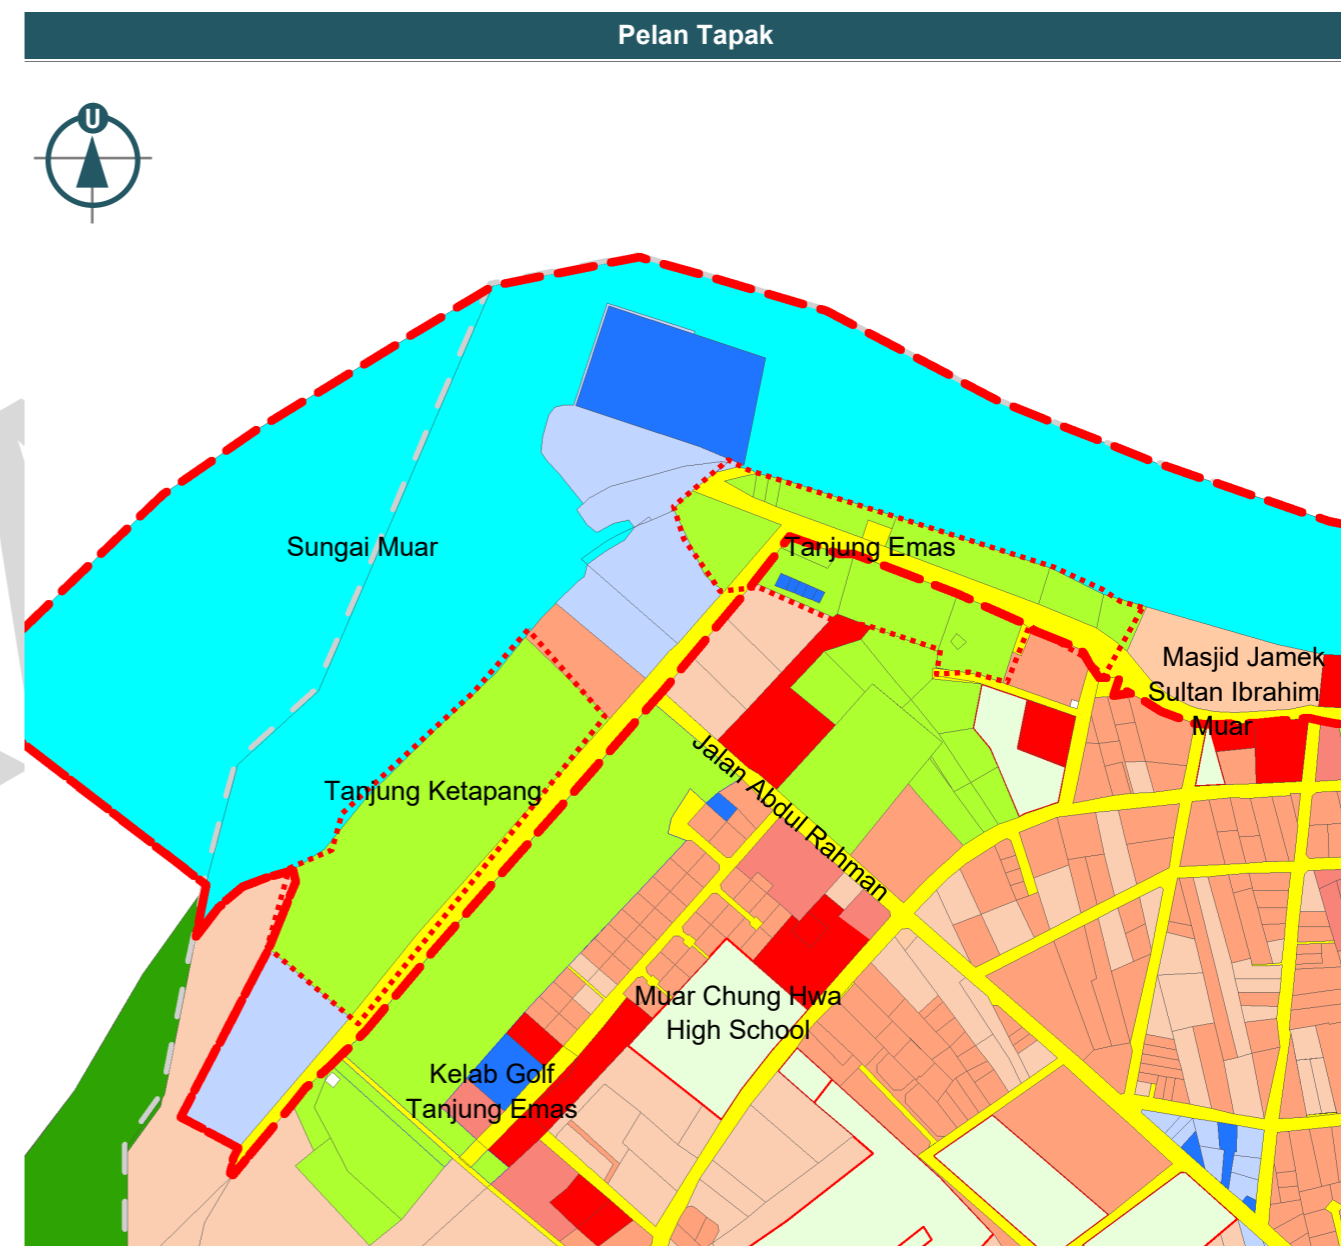 Pelan Tapak
U
Sungai Muar
Tanjung Emas
Masjid Jamek
Sultan Ibrahim
Muar
Jalan Abdul Rahman
Tanjung Ketapang
Muar Chung Hwa
High School
Kelab Golf
Tanjung Emas